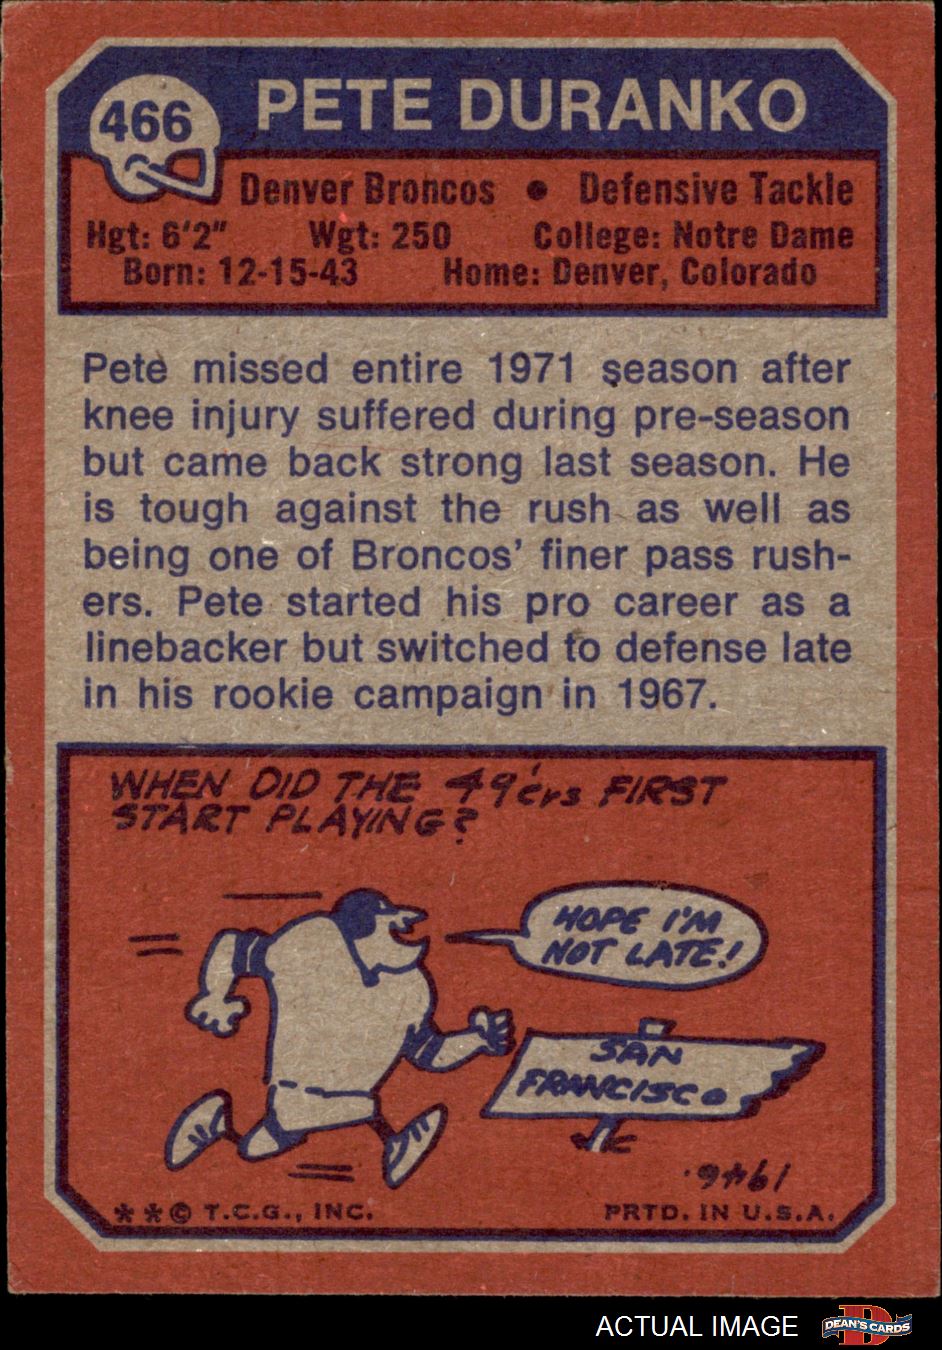 466
PETE DURANKO
Denver Broncos • Defensive Tackle
Hgt: 6'2" Wgt: 250 College: Notre Dame
Born: 12-15-43 Home: Denver, Colorado
Pete missed entire 1971 season after
knee injury suffered during pre-season
but came back strong last season. He
is tough against the rush as well as
being one of Broncos' finer pass rush-
ers. Pete started his pro career as a
linebacker but switched to defense late
in his rookie campaign in 1967.
WHEN DID THE 49'ers FIRST
START PLAYING?
HOPE I'M
NOT LATE!
SAN
FRANCISCO
1946.
**© T.C.G., INC. PRTD. IN U.S.A.
ACTUAL IMAGE
D
DEAN'S CARDS